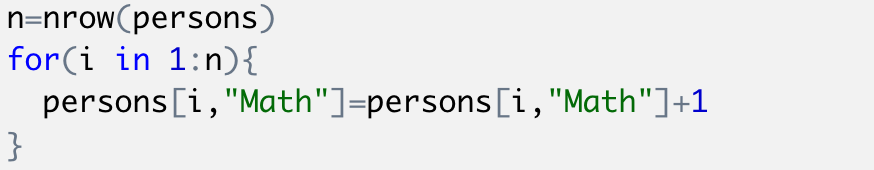 n=nrow(persons)
for(i in 1:n){
  persons[i,"Math"]=persons[i,"Math"]+1
}